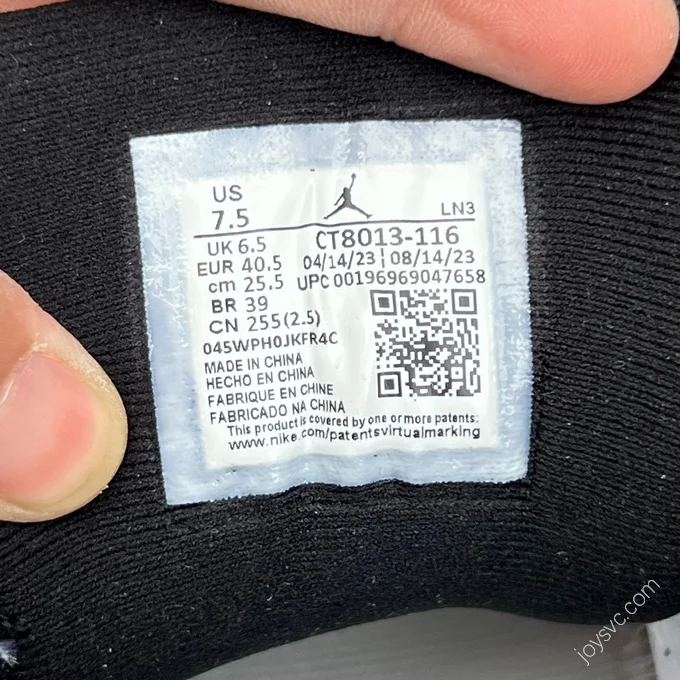 US
7.5
LN3
UK 6.5
CT8013-116
EUR 40.5
04/14/23 | 08/14/23
cm 25.5
UPC 00196969047658
BR 39
CN 255(2.5)
045WPH0JKFR4C
MADE IN CHINA
HECHO EN CHINA
FABRIQUE EN CHINE
FABRICADO NA CHINA
This product is covered by one or more patents:
www.nike.com/patentsvirtualmarking
joysvc.com